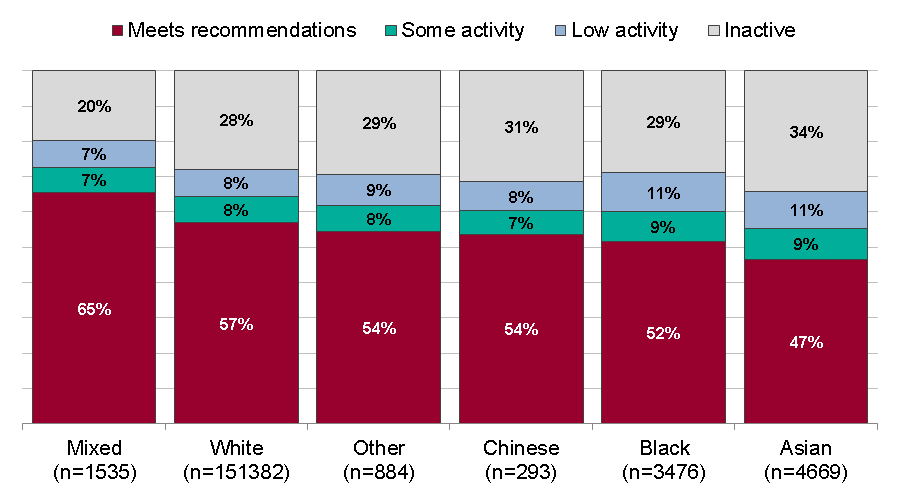 Meets recommendations Some activity Low activity Inactive
20% 28% 29% 31% 29% 34%
7% 8% 9% 8% 11% 11%
7% 8% 8% 7% 9% 9%
65% 57% 54% 54% 52% 47%
Mixed White Other Chinese Black Asian
(n=1535) (n=151382) (n=884) (n=293) (n=3476) (n=4669)